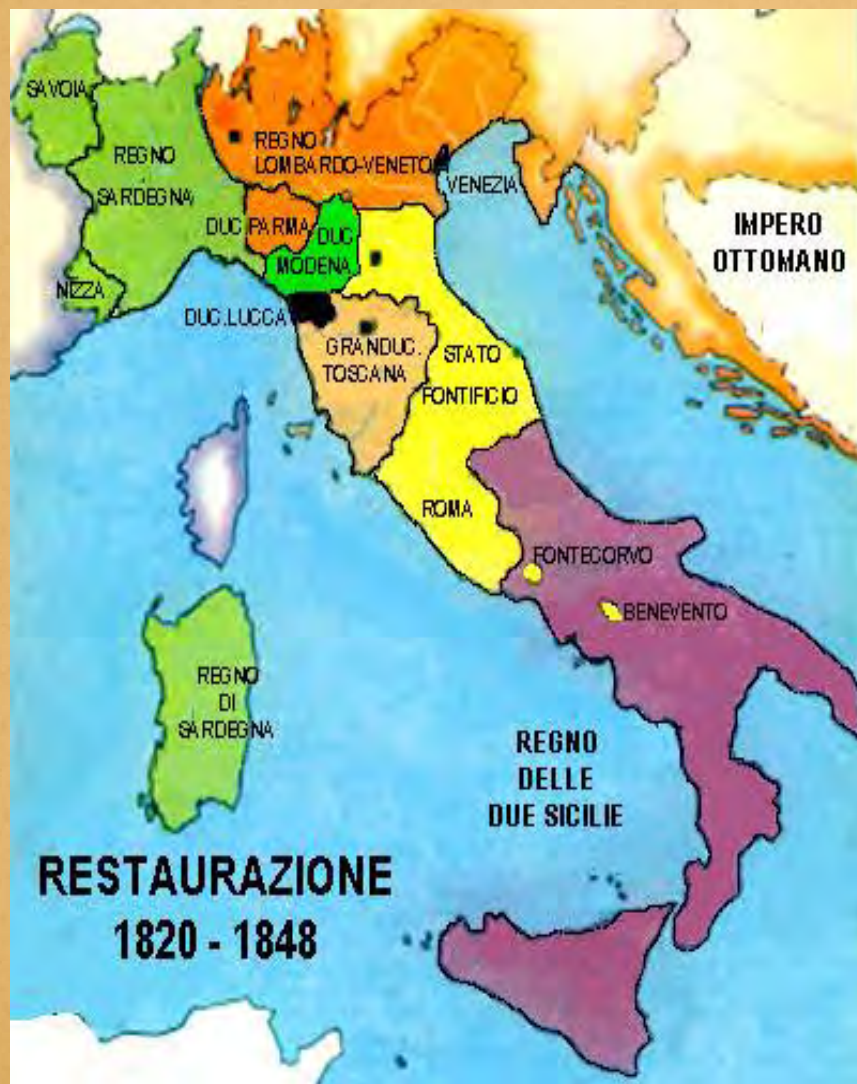 SAVOIA
REGNO
SARDEGNA
REGNO
LOMBARDO-VENETO
VENEZIA
IMPERO
OTTOMANO
DUC.PARMA
DUC.
MODENA
NIZZA
DUC.LUCCA
GRANDUC.
TOSCANA
STATO
PONTIFICIO
ROMA
PONTECORVO
BENEVENTO
REGNO
DI
SARDEGNA
REGNO
DELLE
DUE SICILIE
RESTAURAZIONE
1820 - 1848